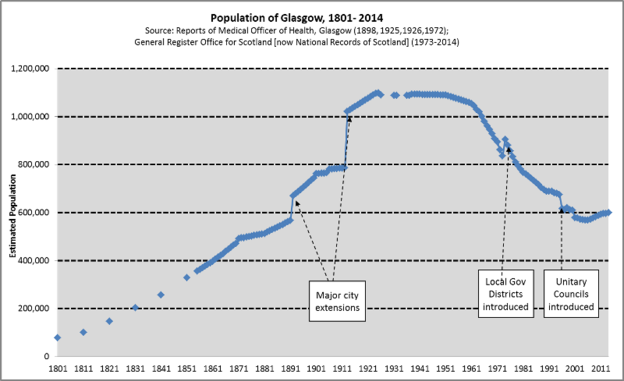 Population of Glasgow, 1801- 2014
Source: Reports of Medical Officer of Health, Glasgow (1898, 1925,1926,1972);
General Register Office for Scotland [now National Records of Scotland] (1973-2014)
1,200,000
1,000,000
800,000
600,000
400,000
200,000
0
Estimated Population
Major city
extensions
Local Gov
Districts
introduced
Unitary
Councils
introduced
1801 1811 1821 1831 1841 1851 1861 1871 1881 1891 1901 1911 1921 1931 1941 1951 1961 1971 1981 1991 2001 2011